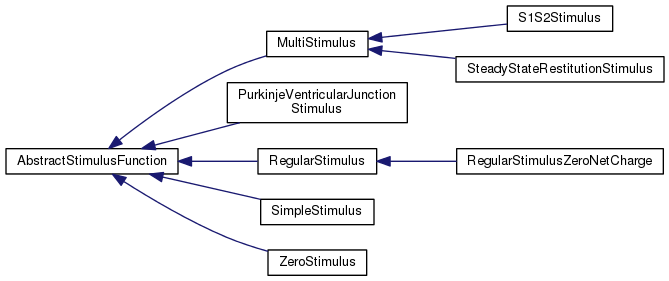 S1S2Stimulus
MultiStimulus
SteadyStateRestitutionStimulus
PurkinjeVentricularJunction
Stimulus
AbstractStimulusFunction
RegularStimulus
RegularStimulusZeroNetCharge
SimpleStimulus
ZeroStimulus